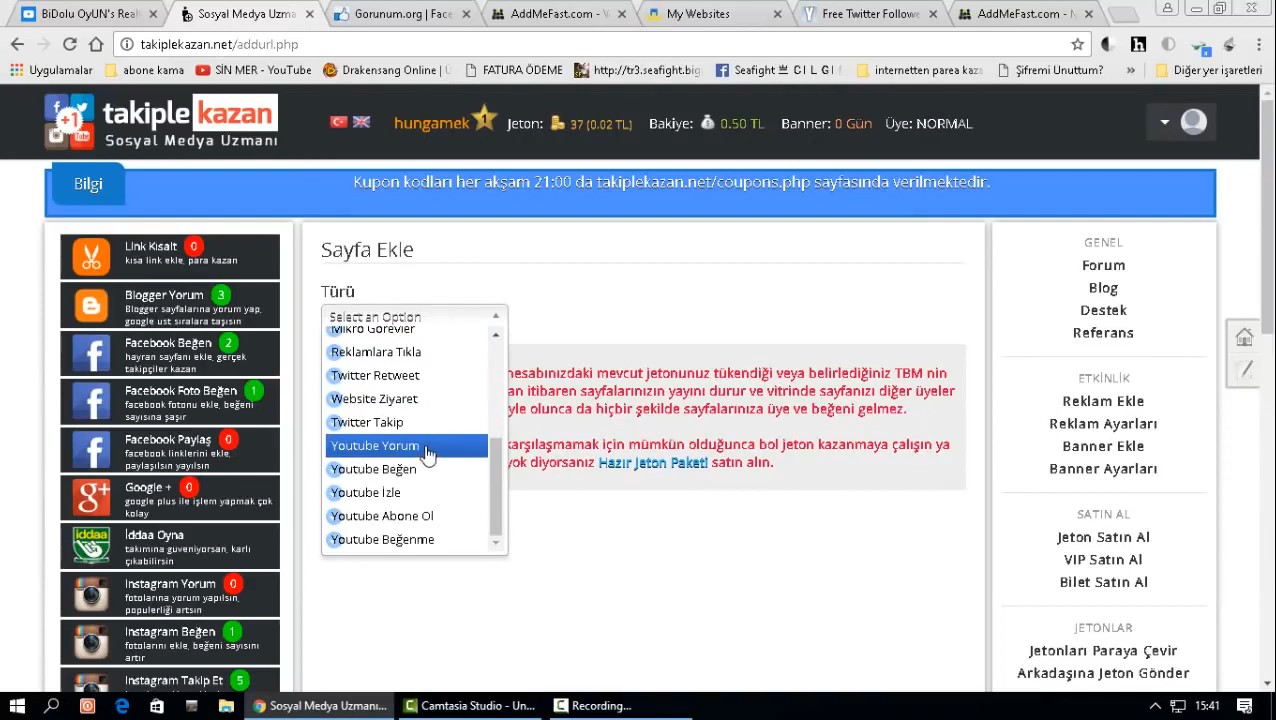 BiDolu OyUN's Realt
Sosyal Medya Uzma
Gorunum.org | Face
AddMeFast.com - V
My Websites
Free Twitter Followe
AddMeFast.com - N
takiplekazan.net/addurl.php
Uygulamalar
abone kama
SİN MER - YouTube
Drakensang Online |
FATURA ÖDEME
http://tr3.seafight.big
internetten parea kaza
Şifremi Unuttum?
»
Diğer yer işaretleri
+1
takiple kazan
Sosyal Medya Uzmanı
hungamek
Jeton: 37 (0.02 TL)
Bakiye: 0.50 TL
Banner: 0 Gün
Üye: NORMAL
Bilgi
Kupon kodları her akşam 21:00 da takiplekazan.net/coupons.php sayfasında verilmektedir.
Link Kısalt 0
kısa link ekle, para kazan
Blogger Yorum 3
Blogger sayfalarına yorum yap,
google ust sıralara taşısın
Facebook Beğen 2
hayran sayfanı ekle, gerçek
takipçiler kazan
Facebook Foto Beğen 1
facebook fotonu ekle, beğeni
sayısına şaşır
Facebook Paylaş 0
facebook linklerini ekle,
paylaşılsın yayılsın
Google + 0
google plus ile işlem yapmak çok
kolay
İddaa Oyna
takımına güveniyorsan, karlı
çıkabilirsin
iddaa
Instagram Yorum 0
fotolarına yorum yapılsın,
popülerliği artsın
Instagram Beğen 1
fotolarını ekle, beğeni sayısını
artır
Instagram Takip Et 5
Sayfa Ekle
Türü
Select an Option
Mikro Görevler
Reklamlara Tıkla
Twitter Retweet
Website Ziyaret
Twitter Takip
Youtube Yorum
Youtube Beğen
Youtube İzle
Youtube Abone Ol
Youtube Beğenme
hesabınızdaki mevcut jetonunuz tükendiği veya belirlediğiniz TBM nin
an itibaren sayfalarınızın yayını durur ve vitrinde sayfanızı diğer üyeler
yle olunca da hiçbir şekilde sayfalarınıza üye ve beğeni gelmez.
karşılaşmamak için mümkün olduğunca bol jeton kazanmaya çalışın ya
yok diyorsanız Hazır Jeton Paketi satın alın.
GENEL
Forum
Blog
Destek
Referans
ETKİNLİK
Reklam Ekle
Reklam Ayarları
Banner Ekle
Banner Ayarları
SATIN AL
Jeton Satın Al
VIP Satın Al
Bilet Satın Al
JETONLAR
Jetonları Paraya Çevir
Arkadaşına Jeton Gönder
Sosyal Medya Uzmanı...
Camtasia Studio - Un...
Recording...
15:41